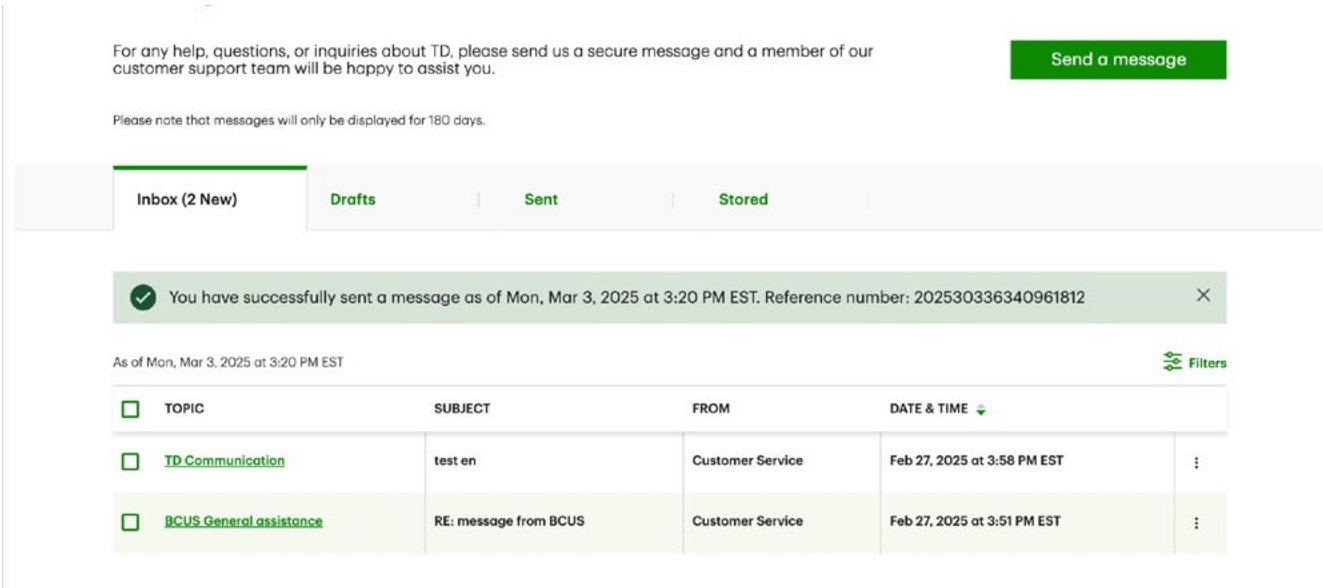 For any help, questions, or inquiries about TD, please send us a secure message and a member of our
customer support team will be happy to assist you.
Send a message
Please note that messages will only be displayed for 180 days.
Inbox (2 New)
Drafts
Sent
Stored
You have successfully sent a message as of Mon, Mar 3, 2025 at 3:20 PM EST. Reference number: 202530336340961812
As of Mon, Mar 3, 2025 at 3:20 PM EST
Filters
TOPIC SUBJECT FROM DATE & TIME
TD Communication test en Customer Service Feb 27, 2025 at 3:58 PM EST
BCUS General assistance RE: message from BCUS Customer Service Feb 27, 2025 at 3:51 PM EST